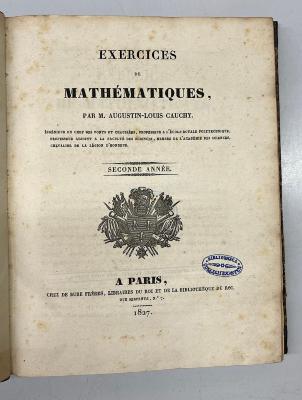 EXERCICES
DE
MATHÉMATIQUES,
PAR M. AUGUSTIN-LOUIS CAUCHY,
INGÉNIEUR EN CHEF DES PONTS ET CHAUSSÉES, PROFESSEUR A L'ÉCOLE ROYALE POLYTECHNIQUE,
PROFESSEUR ADJOINT A LA FACULTÉ DES SCIENCES, MEMBRE DE L'ACADÉMIE DES SCIENCES,
CHEVALIER DE LA LÉGION D'HONNEUR.
SECONDE ANNÉE.
A PARIS,
CHEZ DE BURE FRÈRES, LIBRAIRES DU ROI ET DE LA BIBLIOTHÈQUE DU ROI,
RUE SERPENTE, N.º 7.
1827.